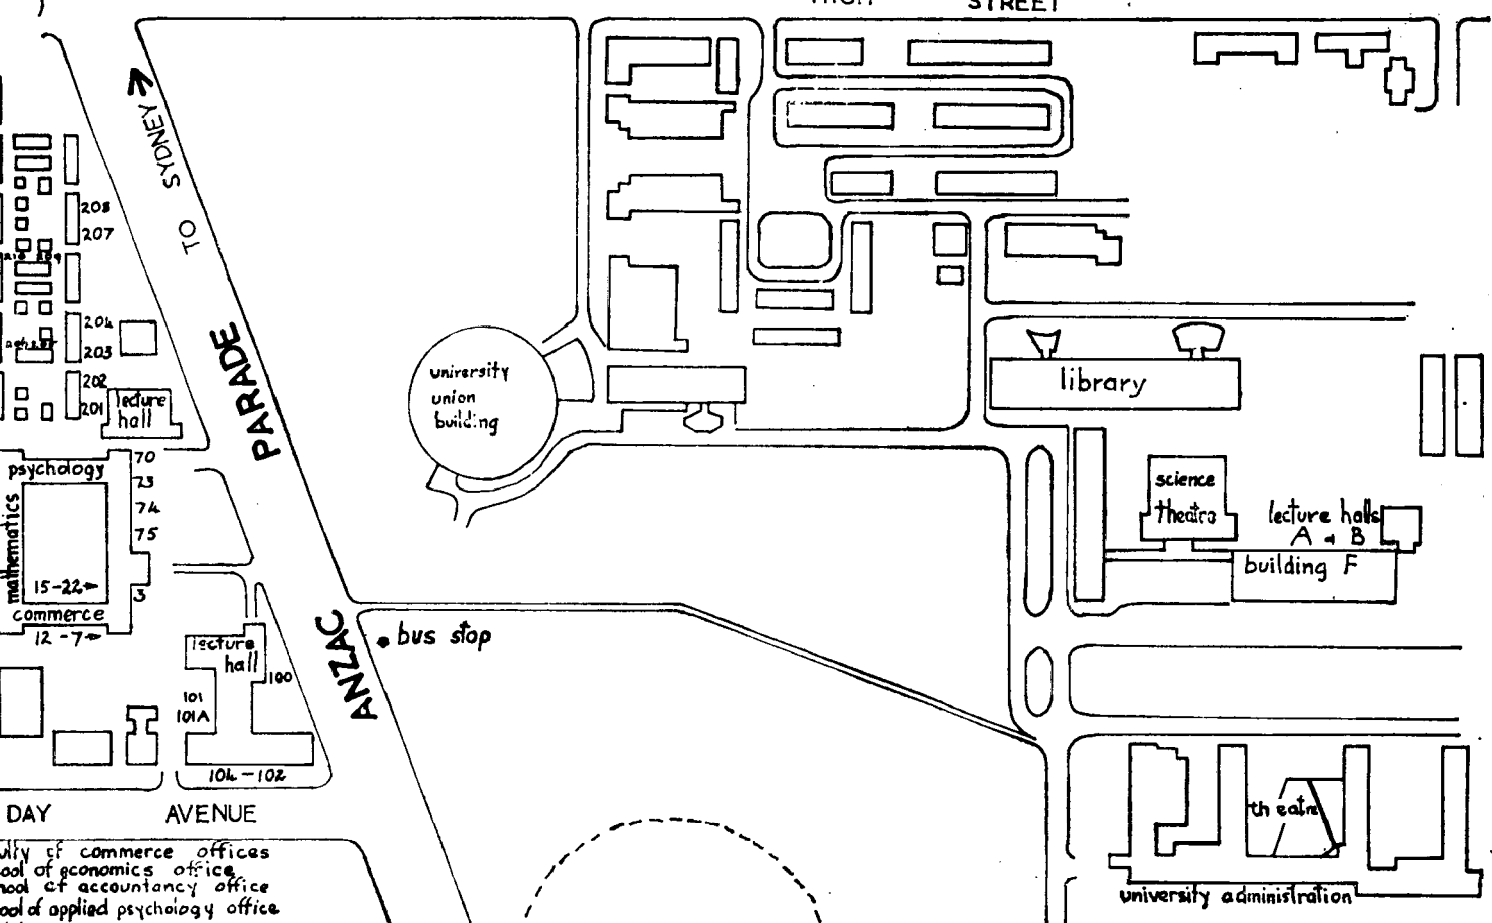 STREET
TO SYDNEY
208
207
204
203
202
201
lecture
hall
PARADE
university
union
building
library
psychology
mathematics
70
73
74
75
15-22
3
commerce
12-7
science
theatre
lecture halls
A & B
building F
ANZAC
bus stop
lecture
hall
100
101
101A
104-102
DAY AVENUE
theatre
of commerce offices
of economics office
of accountancy office
of applied psychology office
university administration